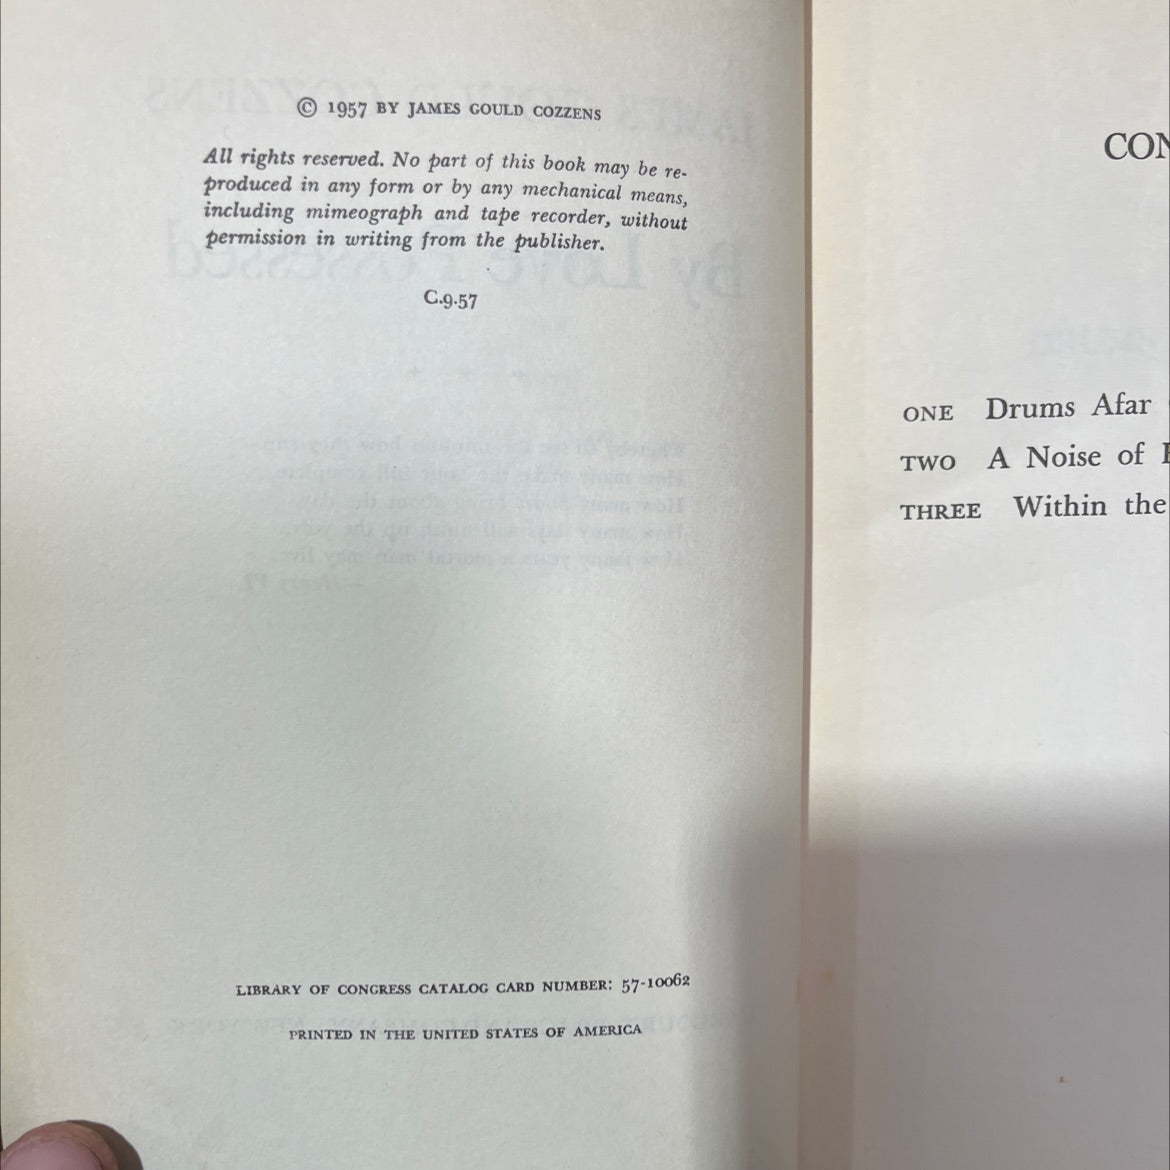 © 1957 BY JAMES GOULD COZZENS
All rights reserved. No part of this book may be re-
produced in any form or by any mechanical means,
including mimeograph and tape recorder, without
permission in writing from the publisher.
C.9.57
LIBRARY OF CONGRESS CATALOG CARD NUMBER: 57-10062
PRINTED IN THE UNITED STATES OF AMERICA
CON
ONE Drums Afar
TWO A Noise of
THREE Within the